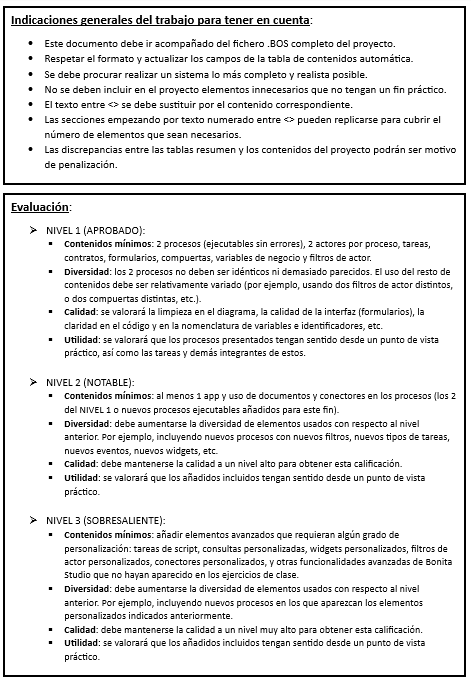 Indicaciones generales del trabajo para tener en cuenta:
• Este documento debe ir acompañado del fichero .BOS completo del proyecto.
• Respetar el formato y actualizar los campos de la tabla de contenidos automática.
• Se debe procurar realizar un sistema lo más completo y realista posible.
• No se deben incluir en el proyecto elementos innecesarios que no tengan un fin práctico.
• El texto entre <> se debe sustituir por el contenido correspondiente.
• Las secciones empezando por texto numerado entre <> pueden replicarse para cubrir el
número de elementos que sean necesarios.
• Las discrepancias entre las tablas resumen y los contenidos del proyecto podrán ser motivo
de penalización.
Evaluación:
➢ NIVEL 1 (APROBADO):
▪ Contenidos mínimos: 2 procesos (ejecutables sin errores), 2 actores por proceso, tareas,
contratos, formularios, compuertas, variables de negocio y filtros de actor.
▪ Diversidad: los 2 procesos no deben ser idénticos ni demasiado parecidos. El uso del resto de
contenidos debe ser relativamente variado (por ejemplo, usando dos filtros de actor distintos,
o dos compuertas distintas, etc.).
▪ Calidad: se valorará la limpieza en el diagrama, la calidad de la interfaz (formularios), la
claridad en el código y en la nomenclatura de variables e identificadores, etc.
▪ Utilidad: se valorará que los procesos presentados tengan sentido desde un punto de vista
práctico, así como las tareas y demás integrantes de estos.
➢ NIVEL 2 (NOTABLE):
▪ Contenidos mínimos: al menos 1 app y uso de documentos y conectores en los procesos (los 2
del NIVEL 1 o nuevos procesos ejecutables añadidos para este fin).
▪ Diversidad: debe aumentarse la diversidad de elementos usados con respecto al nivel
anterior. Por ejemplo, incluyendo nuevos procesos con nuevos filtros, nuevos tipos de tareas,
nuevos eventos, nuevos widgets, etc.
▪ Calidad: debe mantenerse la calidad a un nivel alto para obtener esta calificación.
▪ Utilidad: se valorará que los añadidos incluidos tengan sentido desde un punto de vista
práctico.
➢ NIVEL 3 (SOBRESALIENTE):
▪ Contenidos mínimos: añadir elementos avanzados que requieran algún grado de
personalización: tareas de script, consultas personalizadas, widgets personalizados, filtros de
actor personalizados, conectores personalizados, y otras funcionalidades avanzadas de Bonita
Studio que no hayan aparecido en los ejercicios de clase.
▪ Diversidad: debe aumentarse la diversidad de elementos usados con respecto al nivel
anterior. Por ejemplo, incluyendo nuevos procesos en los que aparezcan los elementos
personalizados indicados anteriormente.
▪ Calidad: debe mantenerse la calidad a un nivel muy alto para obtener esta calificación.
▪ Utilidad: se valorará que los añadidos incluidos tengan sentido desde un punto de vista
práctico.